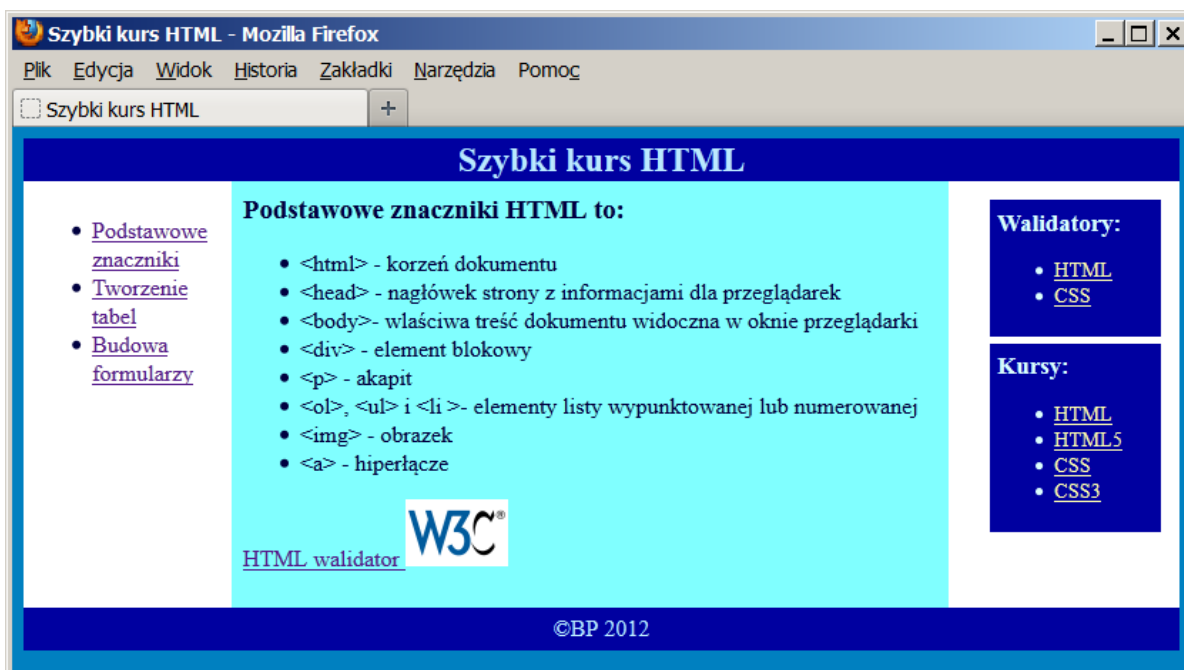 Szybki kurs HTML - Mozilla Firefox
Plik Edycja Widok Historia Zakładki Narzędzia Pomoc
Szybki kurs HTML
Szybki kurs HTML
Podstawowe
znaczniki
Tworzenie
tabel
Budowa
formularzy
Podstawowe znaczniki HTML to:
<html> - korzeń dokumentu
<head> - nagłówek strony z informacjami dla przeglądarek
<body>- wlaściwa treść dokumentu widoczna w oknie przeglądarki
<div> - element blokowy
<p> - akapit
<ol>, <ul> i <li >- elementy listy wypunktowanej lub numerowanej
<img> - obrazek
<a> - hiperłącze
HTML walidator W3C®
Walidatory:
HTML
CSS
Kursy:
HTML
HTML5
CSS
CSS3
©BP 2012